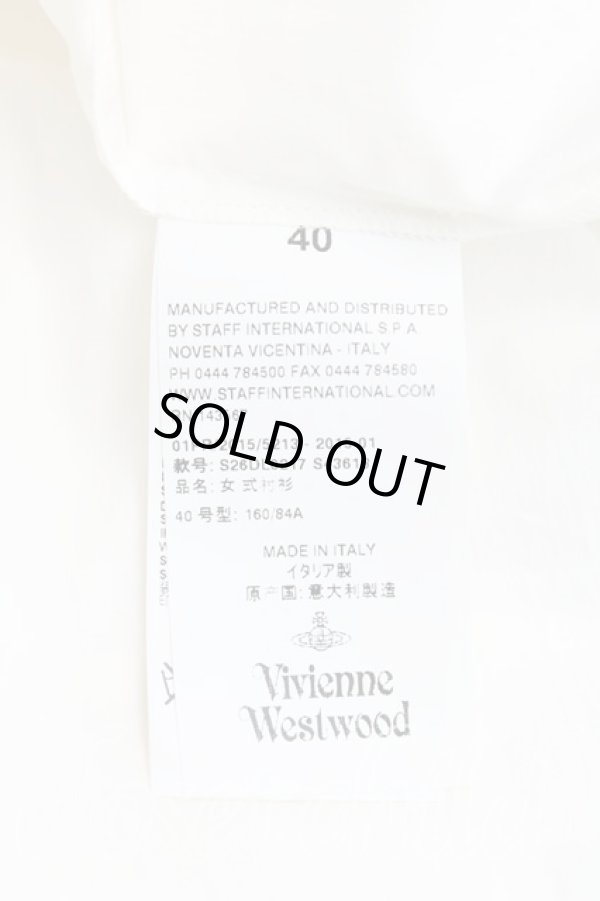 40
MANUFACTURED AND DISTRIBUTED
BY STAFF INTERNATIONAL S.P.A.
NOVENTA VICENTINA - ITALY
PH 0444 784500 FAX 0444 784580
WWW.STAFFINTERNATIONAL.COM
SOLD OUT
款号:
品名: 女式衬衫
40 号型: 160/84A
MADE IN ITALY
イタリア製
原产国: 意大利製造
Vivienne
Westwood